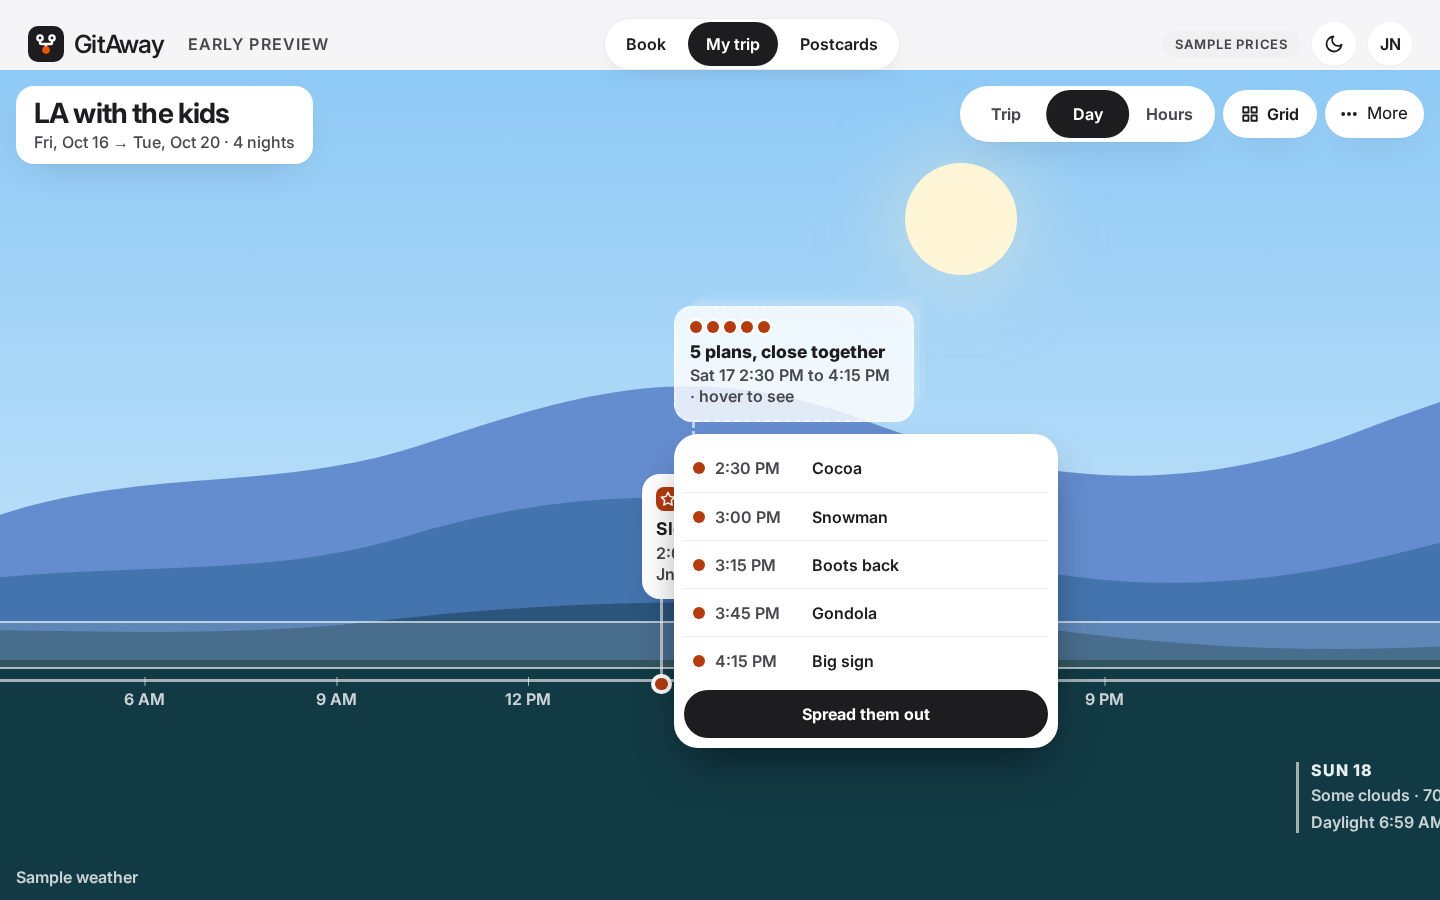 GitAway
EARLY PREVIEW
Book
My trip
Postcards
SAMPLE PRICES
JN
LA with the kids
Fri, Oct 16 → Tue, Oct 20 · 4 nights
Trip
Day
Hours
Grid
More
5 plans, close together
Sat 17 2:30 PM to 4:15 PM
· hover to see
2:30 PM Cocoa
3:00 PM Snowman
3:15 PM Boots back
3:45 PM Gondola
4:15 PM Big sign
Spread them out
6 AM
9 AM
12 PM
9 PM
SUN 18
Some clouds · 70
Daylight 6:59 AM
Sample weather